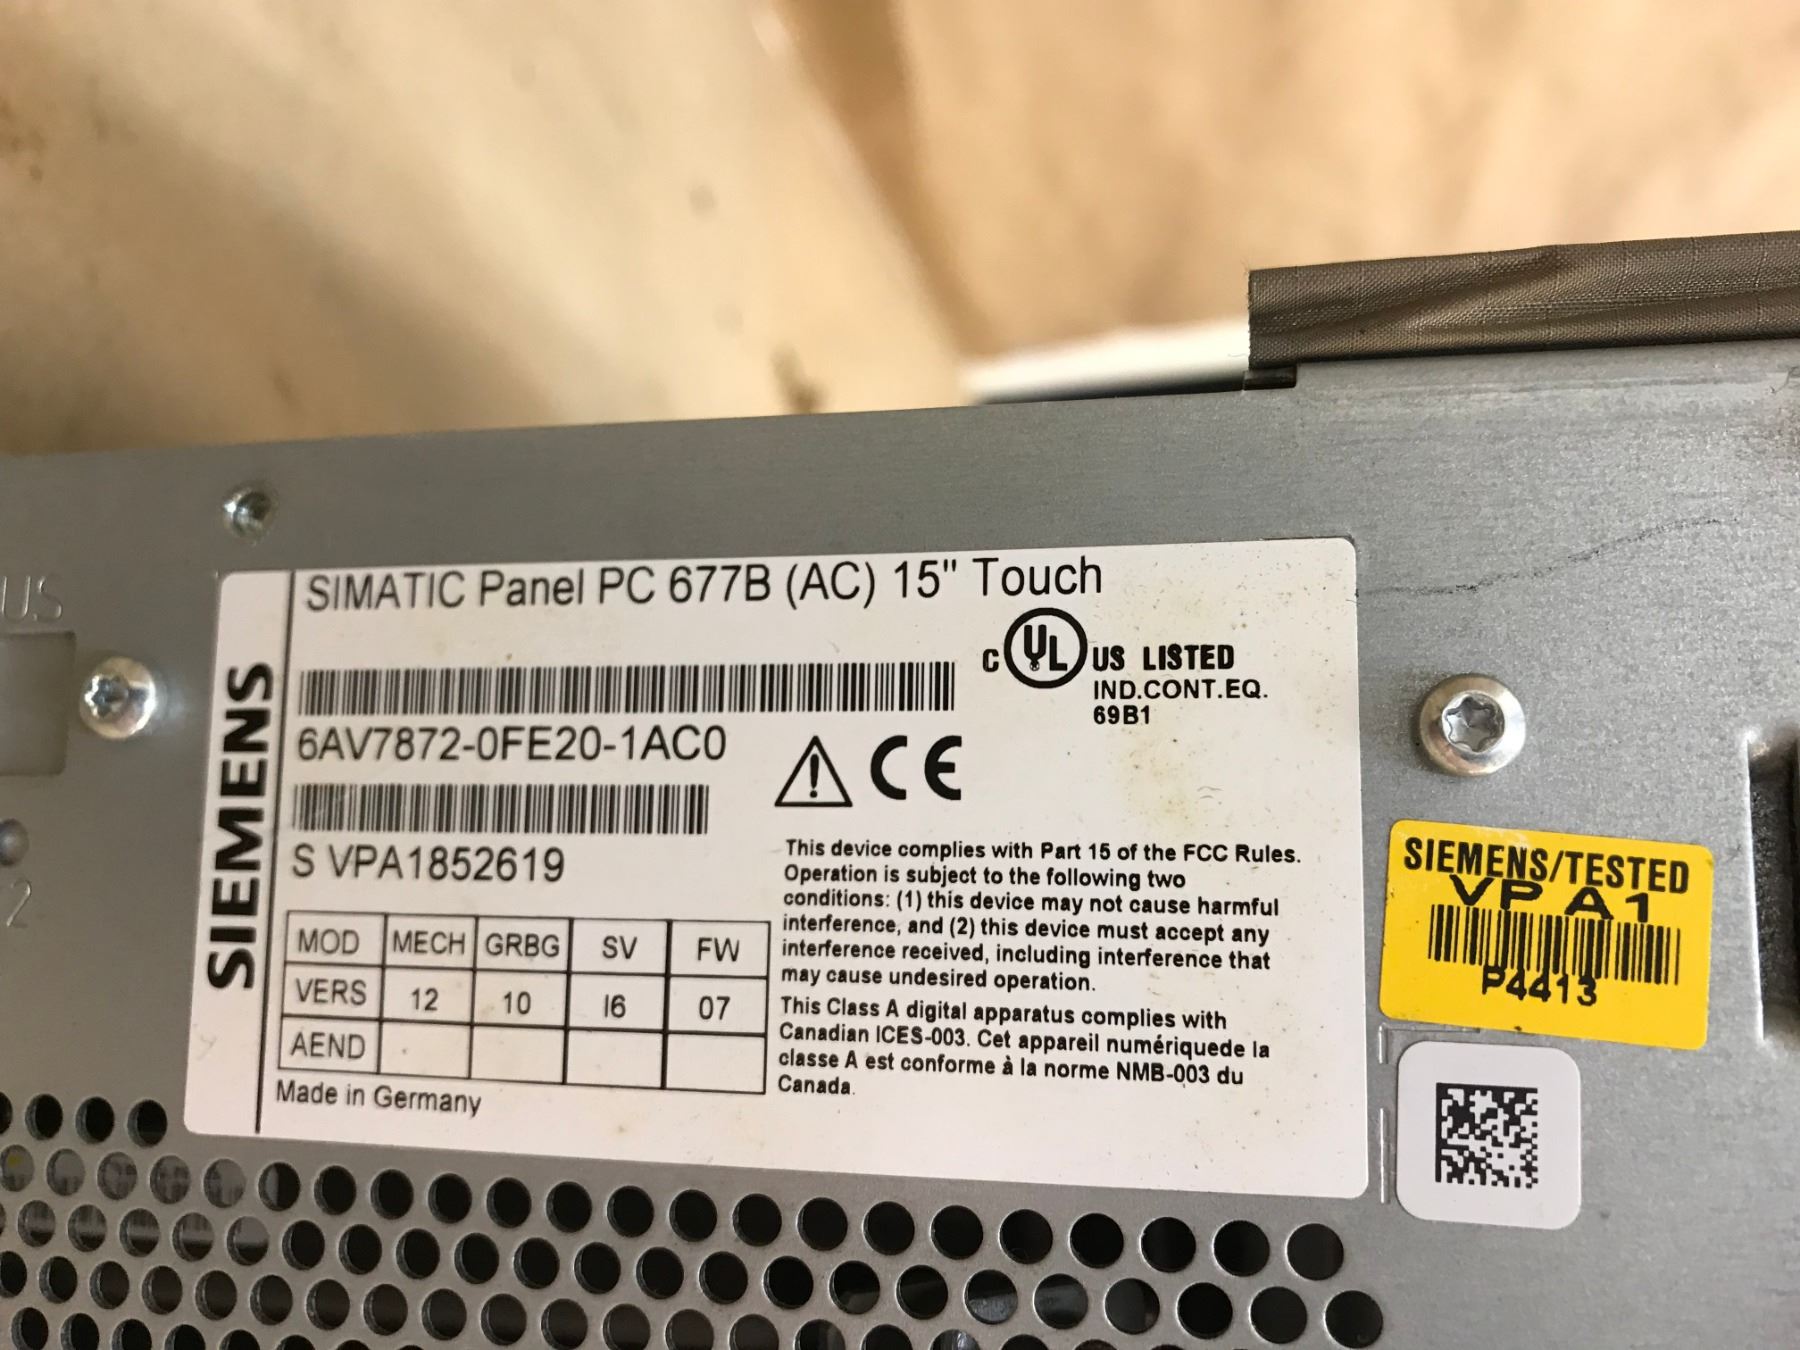 US
2
SIEMENS
SIMATIC Panel PC 677B (AC) 15" Touch
C UL US LISTED
IND.CONT.EQ.
69B1
6AV7872-0FE20-1AC0
CE
S VPA1852619
MOD MECH GRBG SV FW
VERS 12 10 I6 07
AEND
Made in Germany
This device complies with Part 15 of the FCC Rules.
Operation is subject to the following two
conditions: (1) this device may not cause harmful
interference, and (2) this device must accept any
interference received, including interference that
may cause undesired operation.
This Class A digital apparatus complies with
Canadian ICES-003. Cet appareil numériquede la
classe A est conforme à la norme NMB-003 du
Canada.
SIEMENS/TESTED
VP A1
P4413